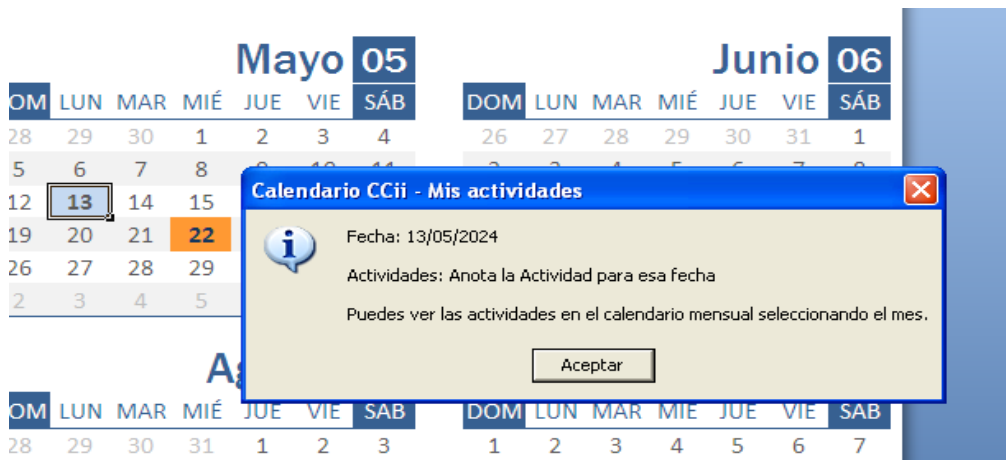 Mayo 05 Junio 06
OM LUN MAR MIÉ JUE VIE SÁB DOM LUN MAR MIÉ JUE VIE SÁB
28 29 30 1 2 3 4 26 27 28 29 30 31 1
5 6 7 8
Calendario CCii - Mis actividades
12 13 14 15
Fecha: 13/05/2024
19 20 21 22
Actividades: Anota la Actividad para esa fecha
26 27 28 29
2 3 4 5
Puedes ver las actividades en el calendario mensual seleccionando el mes.
Aceptar
OM LUN MAR MIÉ JUE VIE SÁB DOM LUN MAR MIÉ JUE VIE SÁB
28 29 30 31 1 2 3 1 2 3 4 5 6 7